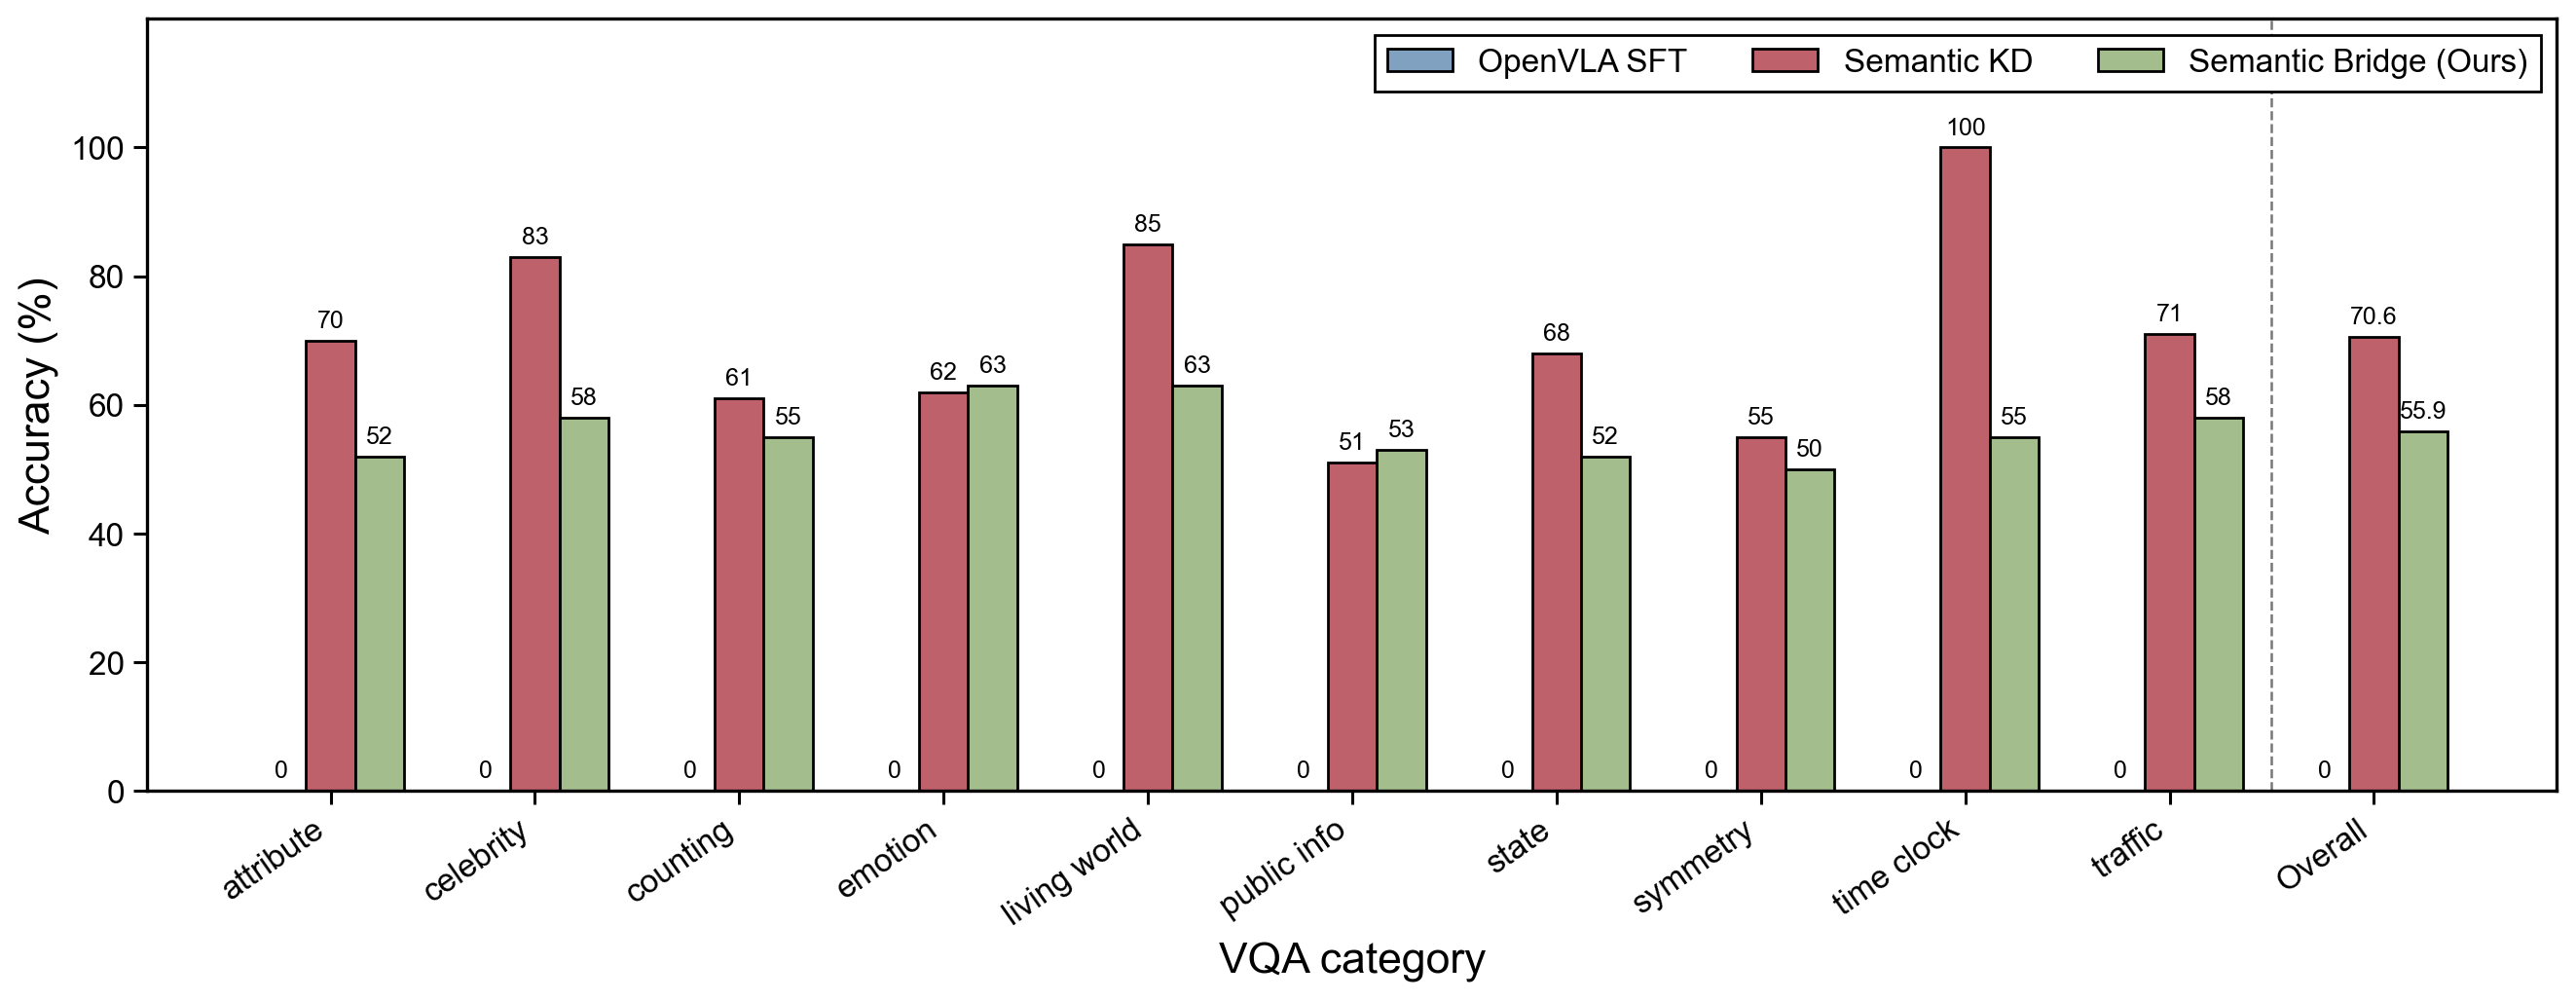 OpenVLA SFT Semantic KD Semantic Bridge (Ours)
Accuracy (%)
100
80
60
40
20
0
0 70 52
0 83 58
0 61 55
0 62 63
0 85 63
0 51 53
0 68 52
0 55 50
0 100 55
0 71 58
0 70.6 55.9
attribute
celebrity
counting
emotion
living world
public info
state
symmetry
time clock
traffic
Overall
VQA category